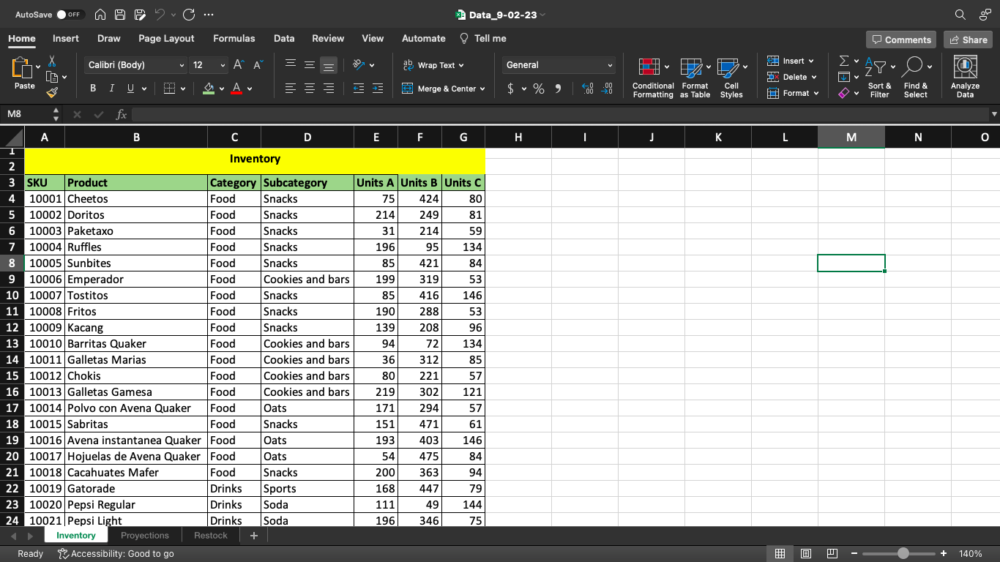 AutoSave OFF Data_9-02-23
Home Insert Draw Page Layout Formulas Data Review View Automate Tell me Comments Share
Paste Calibri (Body) 12 A A ab Wrap Text General Conditional Formatting Format as Table Cell Styles Insert Sort & Filter Find & Select Analyze Data
B I U A Merge & Center $ % Delete
Format
M8 fx
A B C D E F G H I J K L M N O
1 Inventory
2
3 SKU Product Category Subcategory Units A Units B Units C
4 10001 Cheetos Food Snacks 75 424 80
5 10002 Doritos Food Snacks 214 249 81
6 10003 Paketaxo Food Snacks 31 214 59
7 10004 Ruffles Food Snacks 196 95 134
8 10005 Sunbites Food Snacks 85 421 84
9 10006 Emperador Food Cookies and bars 199 319 53
10 10007 Tostitos Food Snacks 85 416 146
11 10008 Fritos Food Snacks 190 288 53
12 10009 Kacang Food Snacks 139 208 96
13 10010 Barritas Quaker Food Cookies and bars 94 72 134
14 10011 Galletas Marias Food Cookies and bars 36 312 85
15 10012 Chokis Food Cookies and bars 80 221 57
16 10013 Galletas Gamesa Food Cookies and bars 219 302 121
17 10014 Polvo con Avena Quaker Food Oats 171 294 57
18 10015 Sabritas Food Snacks 151 471 61
19 10016 Avena instantanea Quaker Food Oats 193 403 146
20 10017 Hojuelas de Avena Quaker Food Oats 54 475 84
21 10018 Cacahuates Mafer Food Snacks 200 363 94
22 10019 Gatorade Drinks Sports 168 447 79
23 10020 Pepsi Regular Drinks Soda 111 49 144
24 10021 Pepsi Light Drinks Soda 196 346 75
Inventory Proyections Restock +
Ready Accessibility: Good to go 140%